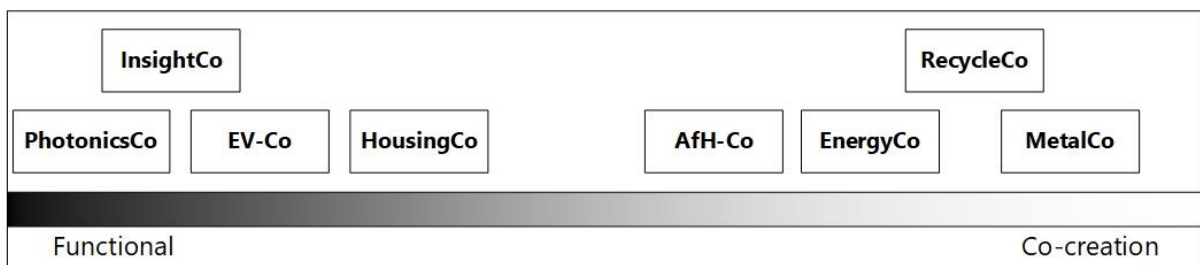 InsightCo RecycleCo
PhotonicsCo EV-Co HousingCo AfH-Co EnergyCo MetalCo
Functional Co-creation